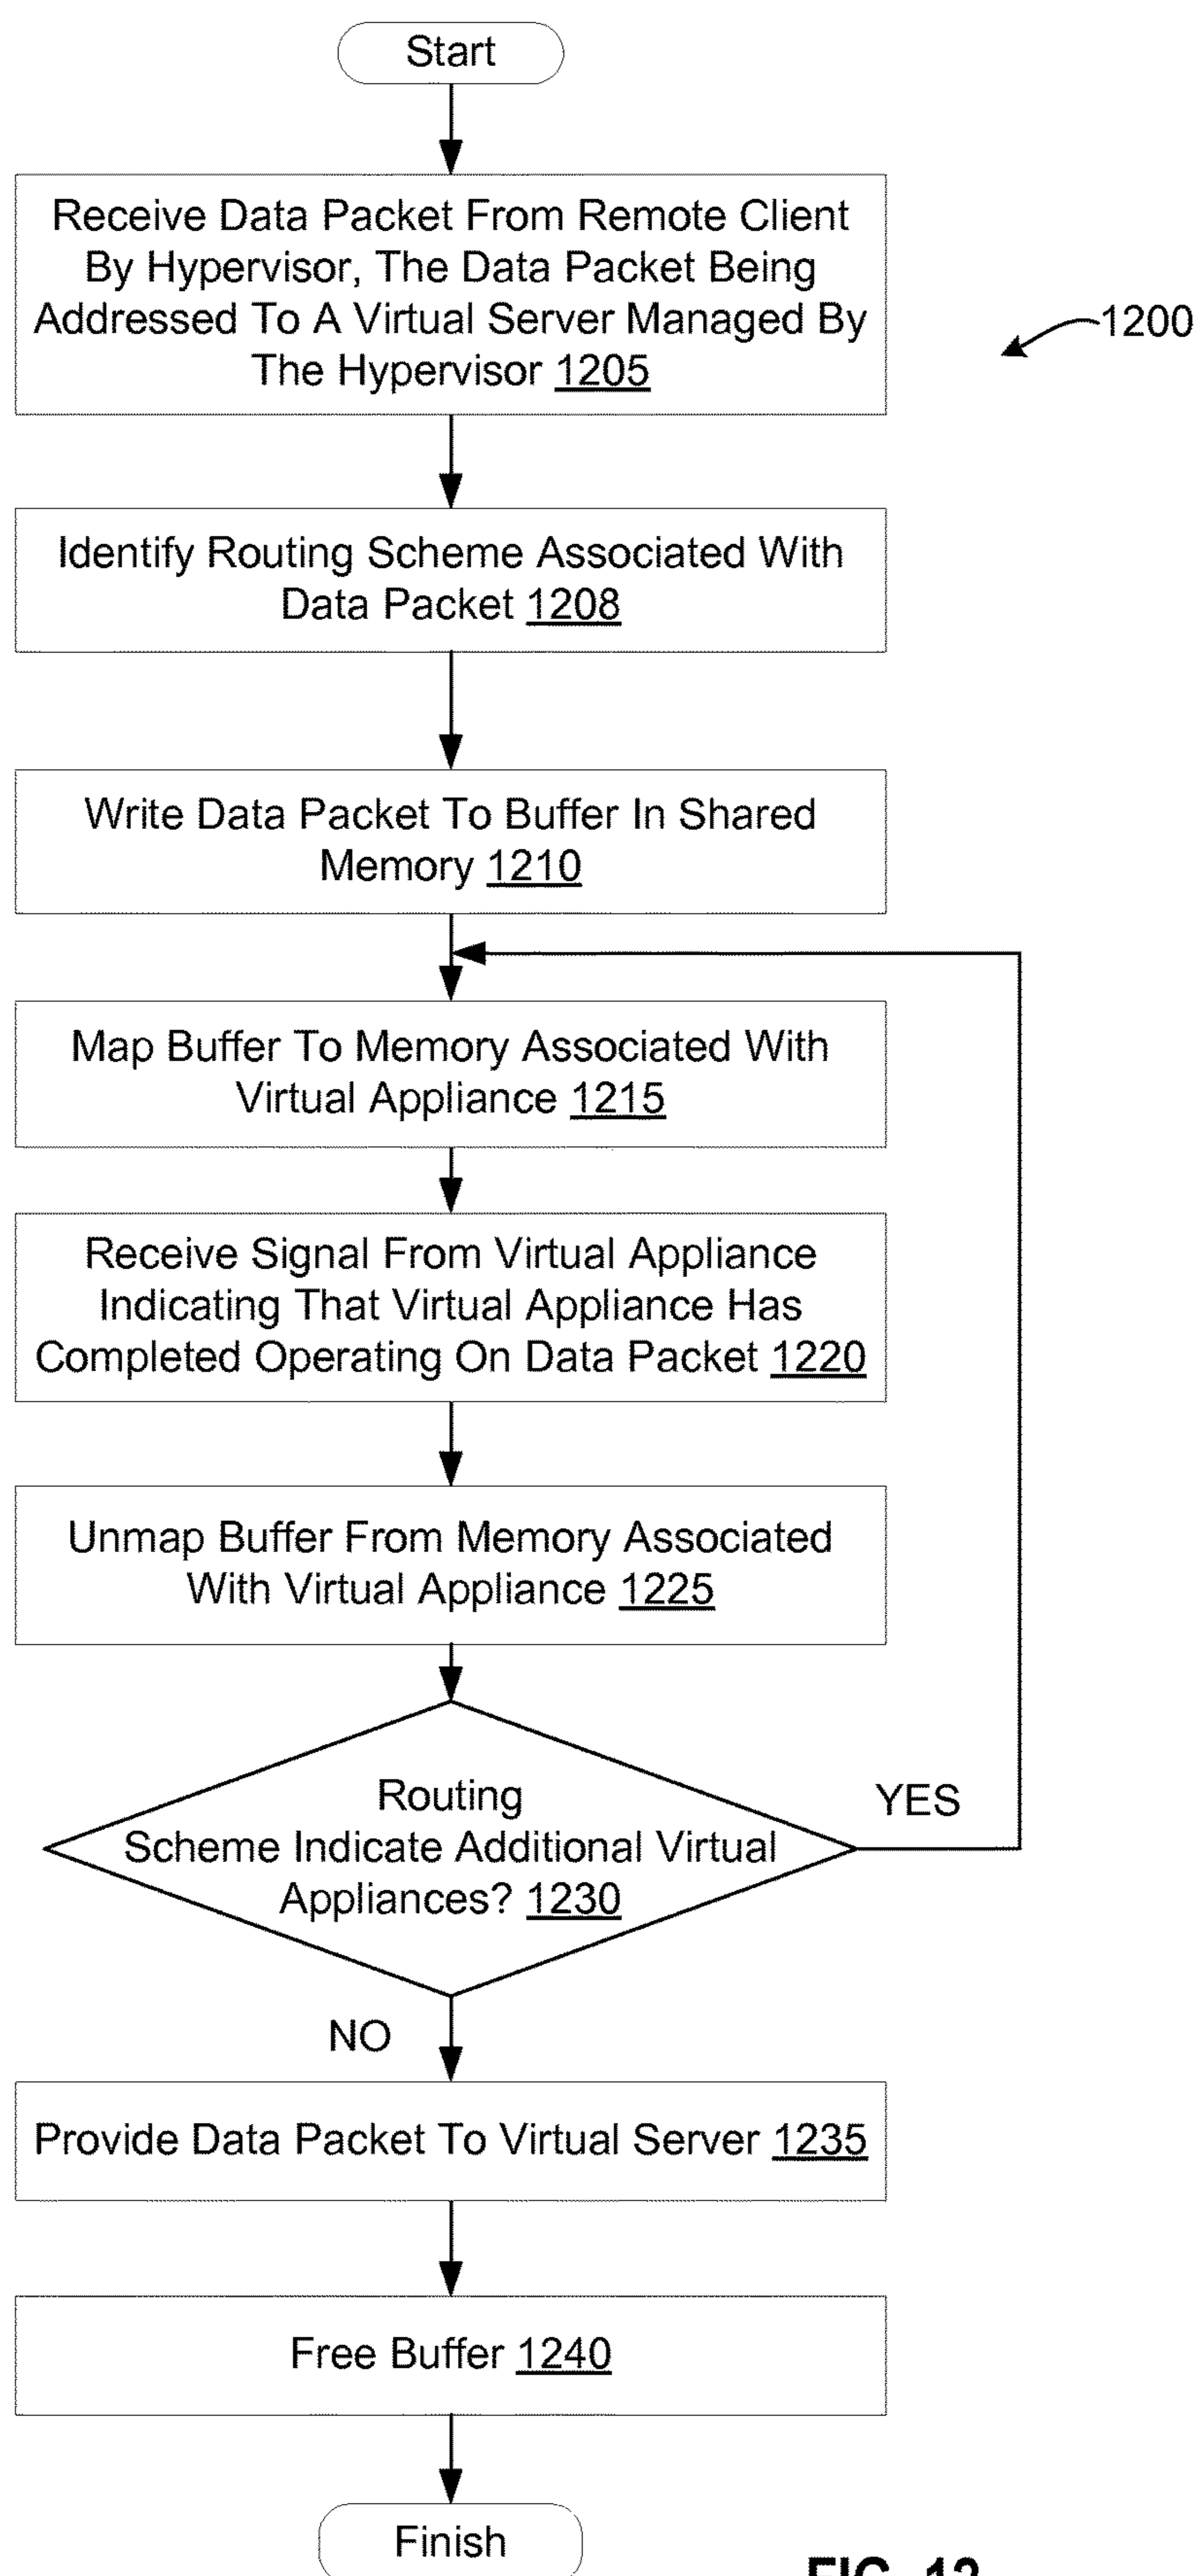 Start
Receive Data Packet From Remote Client
By Hypervisor, The Data Packet Being
Addressed To A Virtual Server Managed By
The Hypervisor 1205
1200
Identify Routing Scheme Associated With
Data Packet 1208
Write Data Packet To Buffer In Shared
Memory 1210
Map Buffer To Memory Associated With
Virtual Appliance 1215
Receive Signal From Virtual Appliance
Indicating That Virtual Appliance Has
Completed Operating On Data Packet 1220
Unmap Buffer From Memory Associated
With Virtual Appliance 1225
Routing
Scheme Indicate Additional Virtual
Appliances? 1230
YES
NO
Provide Data Packet To Virtual Server 1235
Free Buffer 1240
Finish
FIG. 12